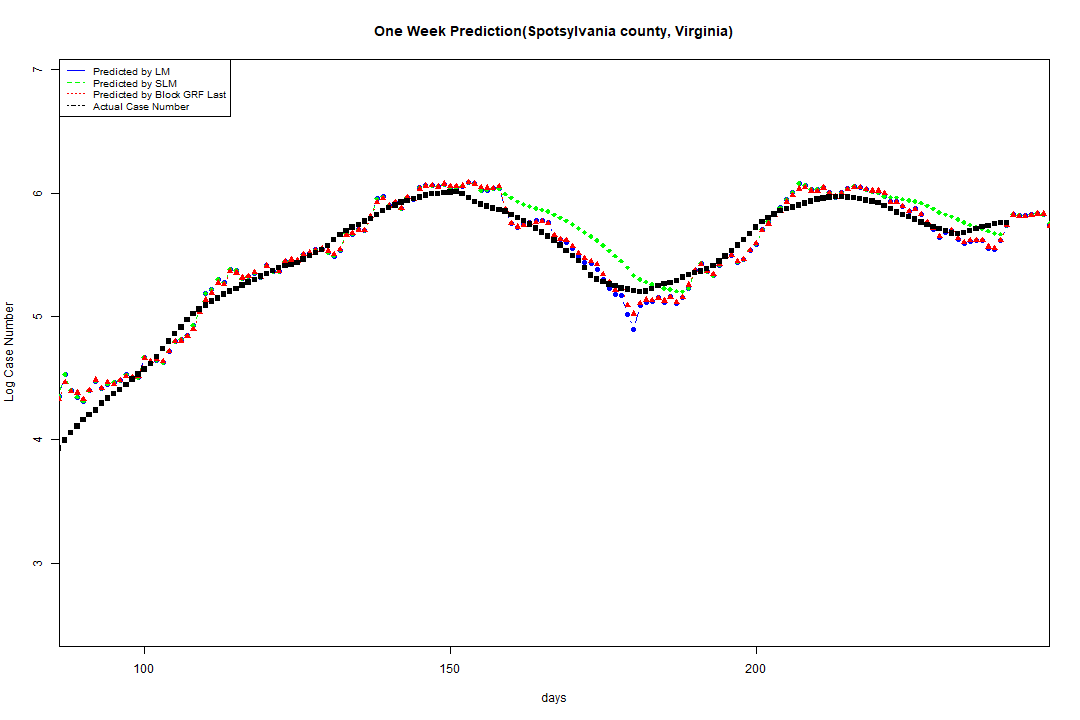 One Week Prediction(Spotsylvania county, Virginia)
Predicted by LM
Predicted by SLM
Predicted by Block GRF Last
Actual Case Number
7
6
5
4
3
Log Case Number
100 150 200
days